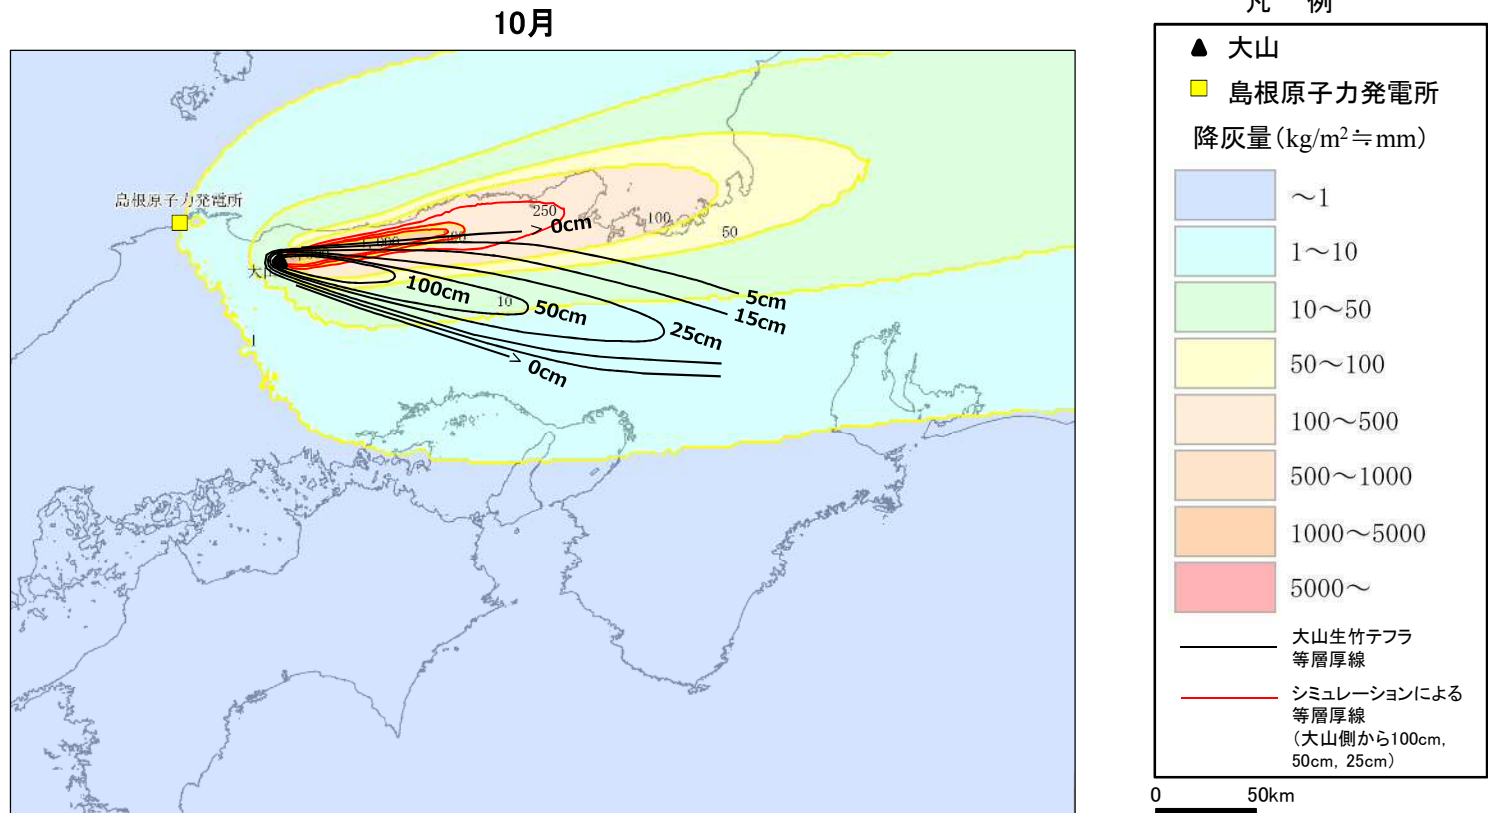 10月
凡 例
大山
島根原子力発電所
降灰量(kg/m²≒mm)
～1
1～10
10～50
50～100
100～500
500～1000
1000～5000
5000～
大山生竹テフラ
等層厚線
シミュレーションによる
等層厚線
(大山側から100cm,
50cm, 25cm)
0 50km
島根原子力発電所
250
> 0cm
100
50
大山
100cm
10
50cm
5cm
15cm
25cm
> 0cm